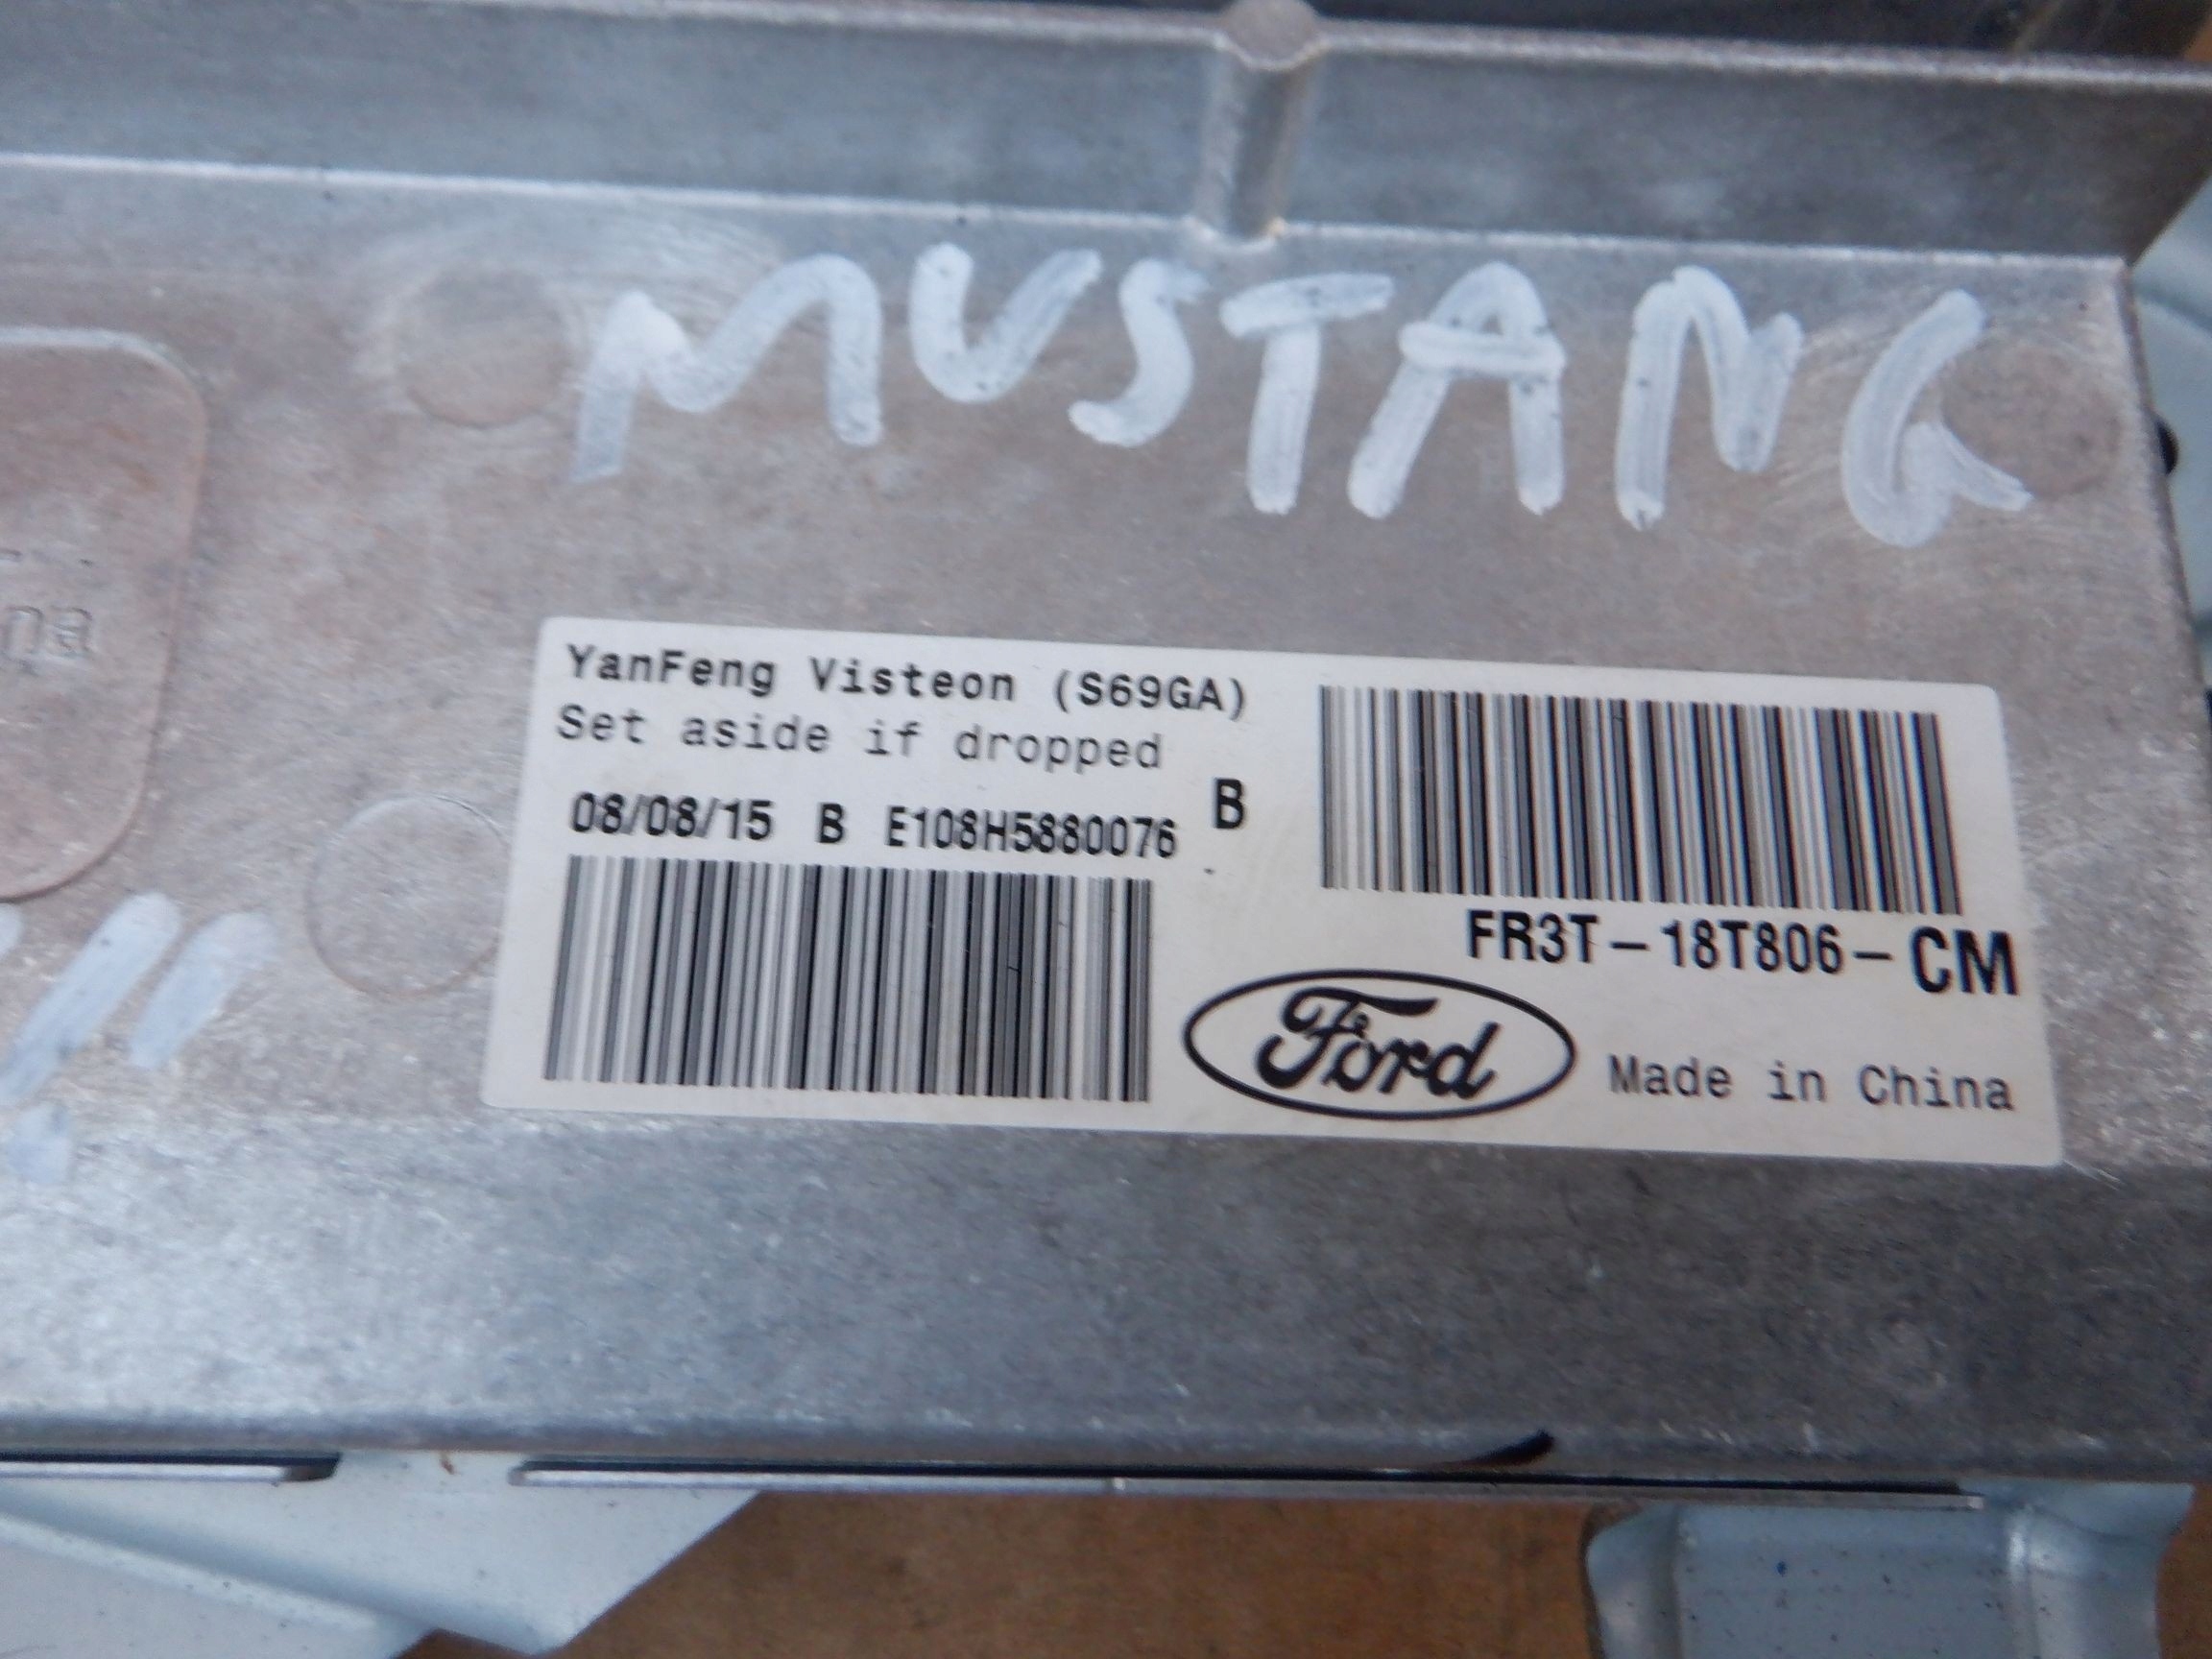 MUSTANG
na
YanFeng Visteon (S69GA)
Set aside if dropped
08/08/15 B E108H5880076 B
FR3T-18T806-CM
Ford
Made in China